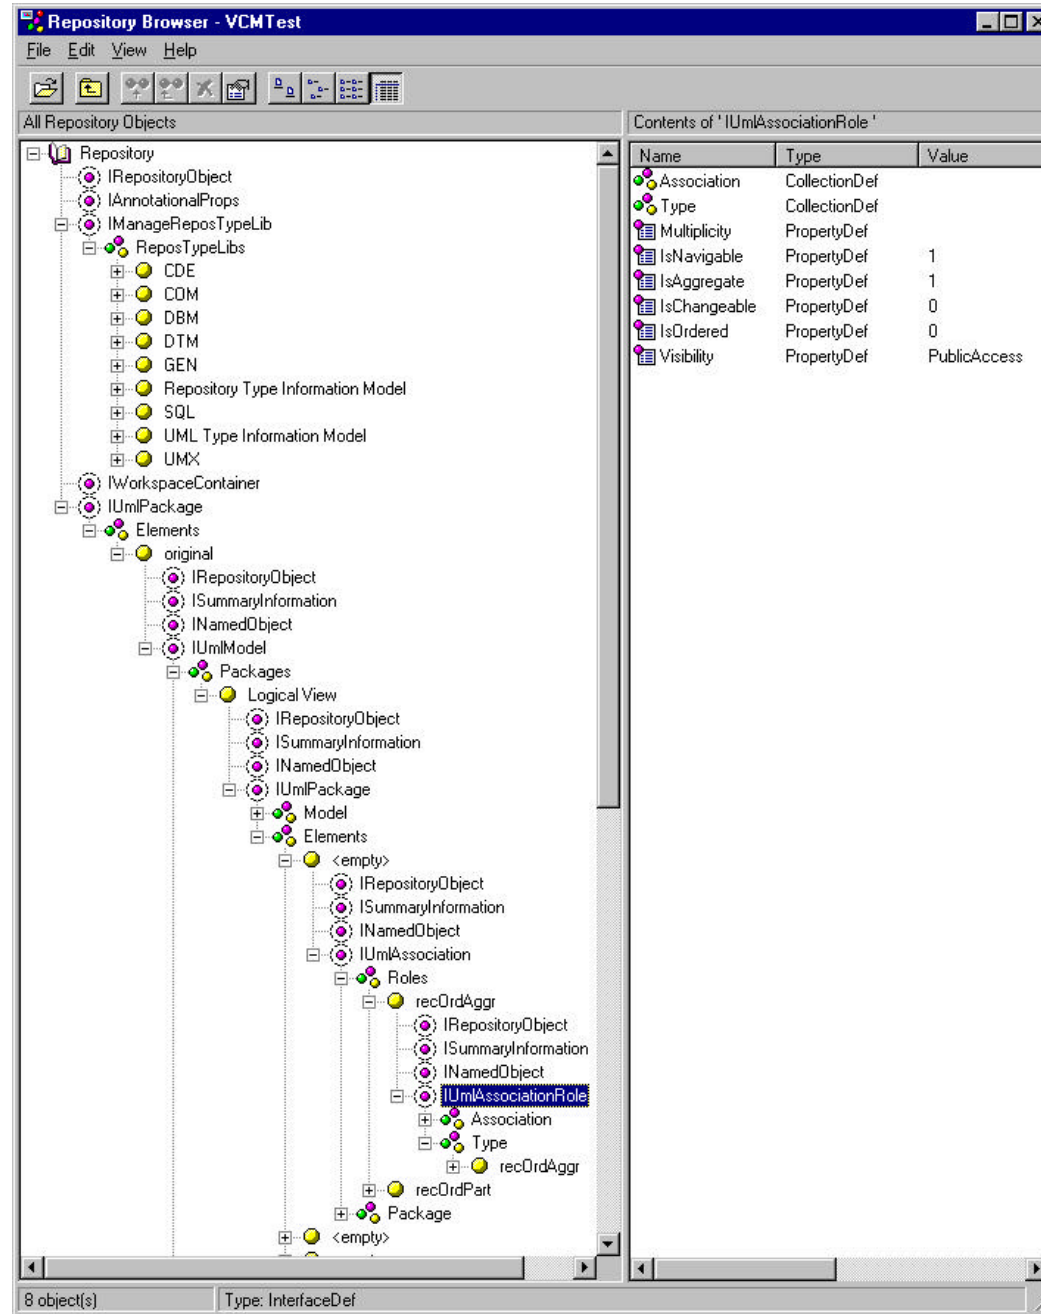 Repository Browser - VCMTest
File Edit View Help
All Repository Objects
Contents of ' IUmlAssociationRole '
Repository
IRepositoryObject
IAnnotationalProps
IManageReposTypeLib
ReposTypeLibs
CDE
COM
DBM
DTM
GEN
Repository Type Information Model
SQL
UML Type Information Model
UMX
IWorkspaceContainer
IUmlPackage
Elements
original
IRepositoryObject
ISummaryInformation
INamedObject
IUmlModel
Packages
Logical View
IRepositoryObject
ISummaryInformation
INamedObject
IUmlPackage
Model
Elements
<empty>
IRepositoryObject
ISummaryInformation
INamedObject
IUmlAssociation
Roles
recOrdAggr
IRepositoryObject
ISummaryInformation
INamedObject
IUmlAssociationRole
Association
Type
recOrdAggr
recOrdPart
Package
<empty>
Name Type Value
Association CollectionDef
Type CollectionDef
Multiplicity PropertyDef
IsNavigable PropertyDef 1
IsAggregate PropertyDef 1
IsChangeable PropertyDef 0
IsOrdered PropertyDef 0
Visibility PropertyDef PublicAccess
8 object(s) Type: InterfaceDef